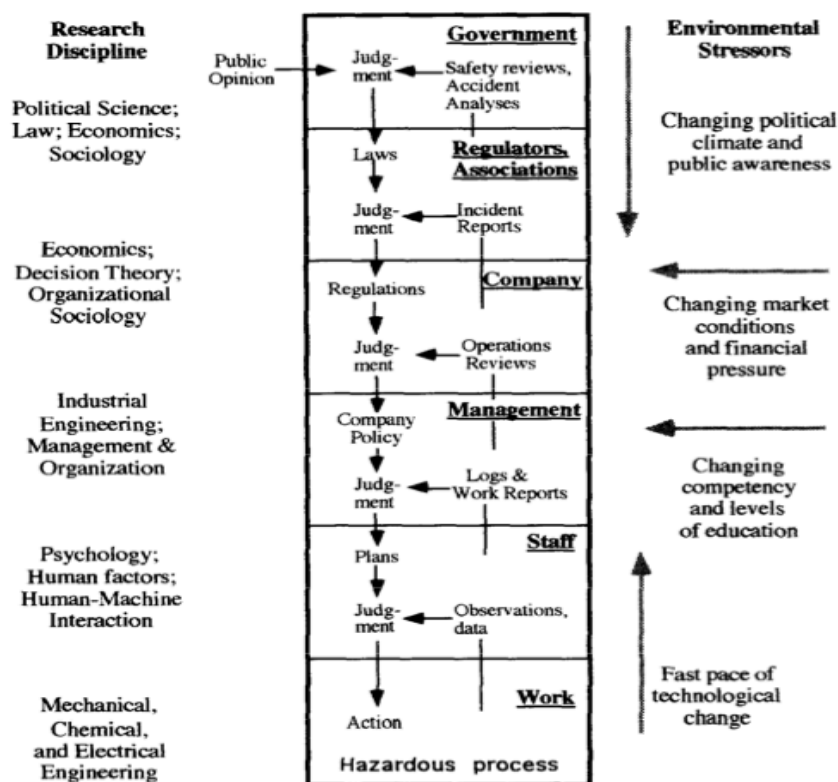 Research
Discipline
Political Science;
Law; Economics;
Sociology
Economics;
Decision Theory;
Organizational
Sociology
Industrial
Engineering;
Management &
Organization
Psychology;
Human factors;
Human-Machine
Interaction
Mechanical,
Chemical,
and Electrical
Engineering
Public
Opinion
Government
Judg-
ment
Safety reviews,
Accident
Analyses
Laws
Regulators,
Associations
Judg-
ment
Incident
Reports
Company
Regulations
Judg-
ment
Operations
Reviews
Management
Company
Policy
Judg-
ment
Logs &
Work Reports
Staff
Plans
Judg-
ment
Observations,
data
Work
Action
Hazardous process
Environmental
Stressors
Changing political
climate and
public awareness
Changing market
conditions
and financial
pressure
Changing
competency
and levels
of education
Fast pace of
technological
change